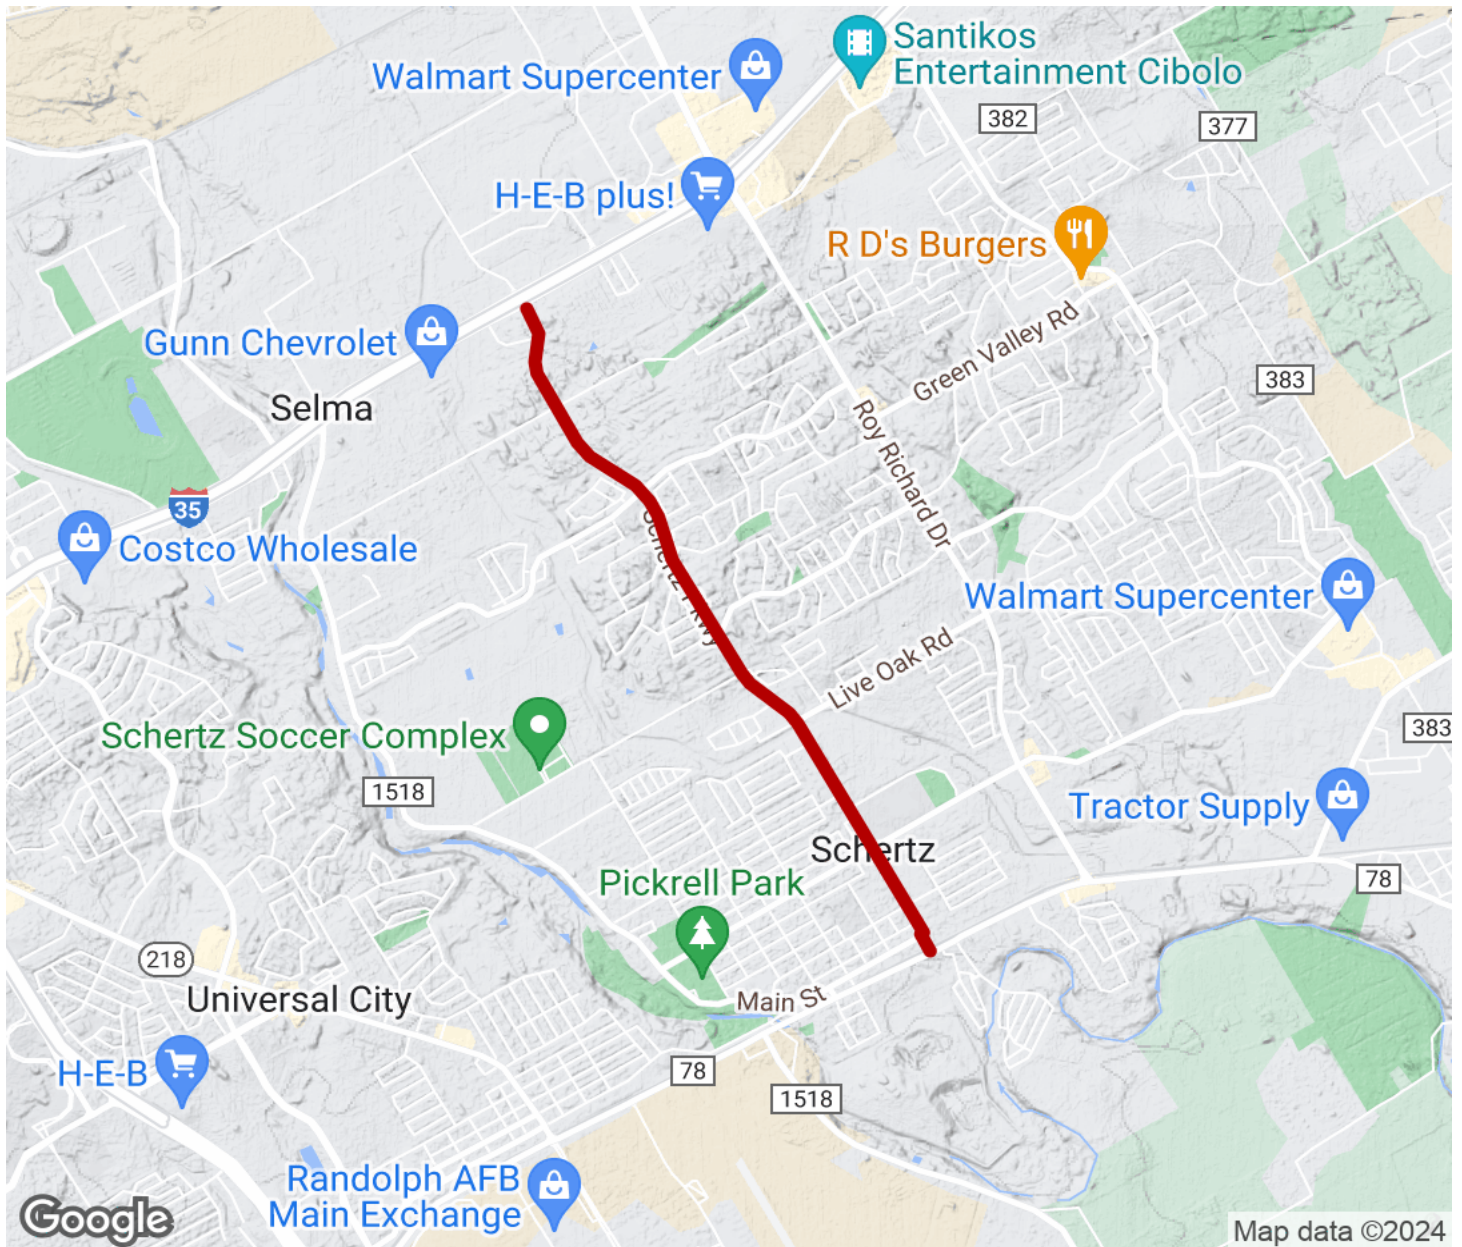 Santikos
Entertainment Cibolo
Walmart Supercenter
382
377
H-E-B plus!
R D's Burgers
Green Valley Rd
Gunn Chevrolet
383
Selma
Roy Richard Dr
35
Costco Wholesale
Schertz Pkwy
Walmart Supercenter
Live Oak Rd
Schertz Soccer Complex
383
1518
Tractor Supply
Schertz
78
Pickrell Park
218
Universal City
Main St
H-E-B
78
1518
Randolph AFB
Main Exchange
Google
Map data ©2024